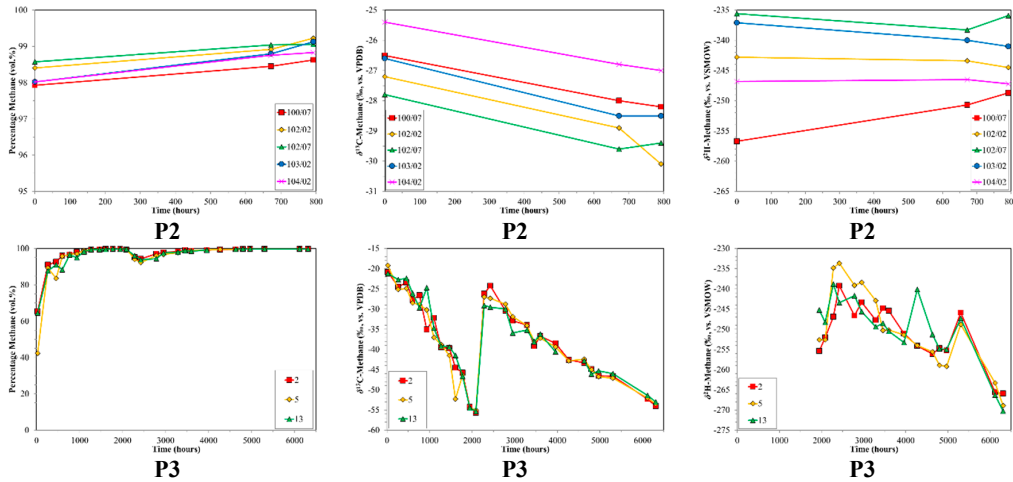 100
99
98
97
96
95
Percentage Methane (vol.%)
0 100 200 300 400 500 600 700 800
Time (hours)
100/07
102/02
102/07
103/02
104/02
P2
-25
-26
-27
-28
-29
-30
-31
δ¹³C-Methane (‰, vs. VPDB)
0 100 200 300 400 500 600 700 800
Time (hours)
100/07
102/02
102/07
103/02
104/02
P2
-235
-240
-245
-250
-255
-260
-265
δ²H-Methane (‰, vs. VSMOW)
0 100 200 300 400 500 600 700 800
Time (hours)
100/07
102/02
102/07
103/02
104/02
P2
100
80
60
40
20
0
Percentage Methane (vol.%)
0 1000 2000 3000 4000 5000 6000
Time (hours)
2
5
13
P3
-15
-20
-25
-30
-35
-40
-45
-50
-55
-60
δ¹³C-Methane (‰, vs. VPDB)
0 1000 2000 3000 4000 5000 6000
Time (hours)
2
5
13
P3
-230
-235
-240
-245
-250
-255
-260
-265
-270
-275
δ²H-Methane (‰, vs. VSMOW)
0 1000 2000 3000 4000 5000 6000
Time (hours)
2
5
13
P3